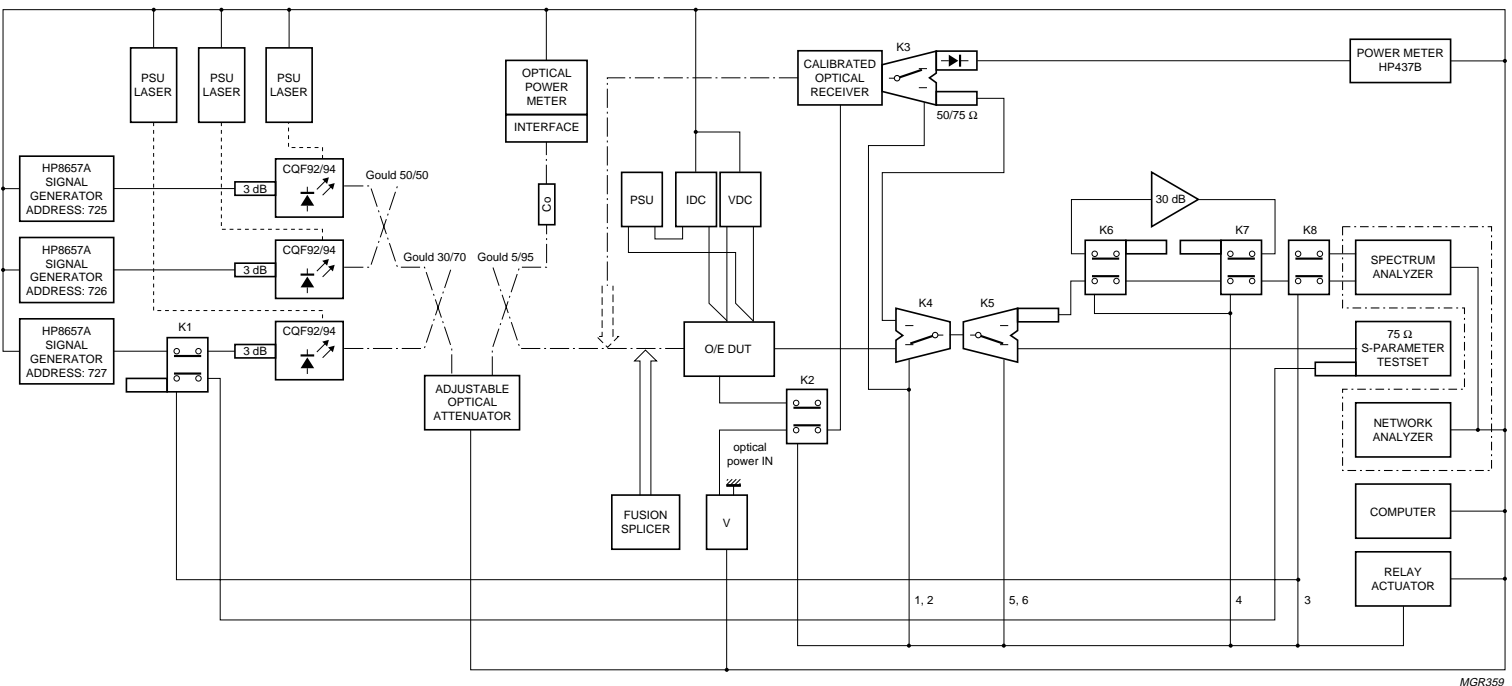 PSU
LASER
PSU
LASER
PSU
LASER
OPTICAL
POWER
METER
INTERFACE
CALIBRATED
OPTICAL
RECEIVER
K3
50/75 Ω
POWER METER
HP437B
HP8657A
SIGNAL
GENERATOR
ADDRESS: 725
3 dB
CQF92/94
Gould 50/50
HP8657A
SIGNAL
GENERATOR
ADDRESS: 726
3 dB
CQF92/94
Gould 30/70
Gould 5/95
Co
HP8657A
SIGNAL
GENERATOR
ADDRESS: 727
K1
3 dB
CQF92/94
ADJUSTABLE
OPTICAL
ATTENUATOR
PSU
IDC
VDC
O/E DUT
K2
optical
power IN
FUSION
SPLICER
V
K4
K5
30 dB
K6
K7
K8
SPECTRUM
ANALYZER
75 Ω
S-PARAMETER
TESTSET
NETWORK
ANALYZER
COMPUTER
RELAY
ACTUATOR
1, 2
5, 6
4
3
MGR359